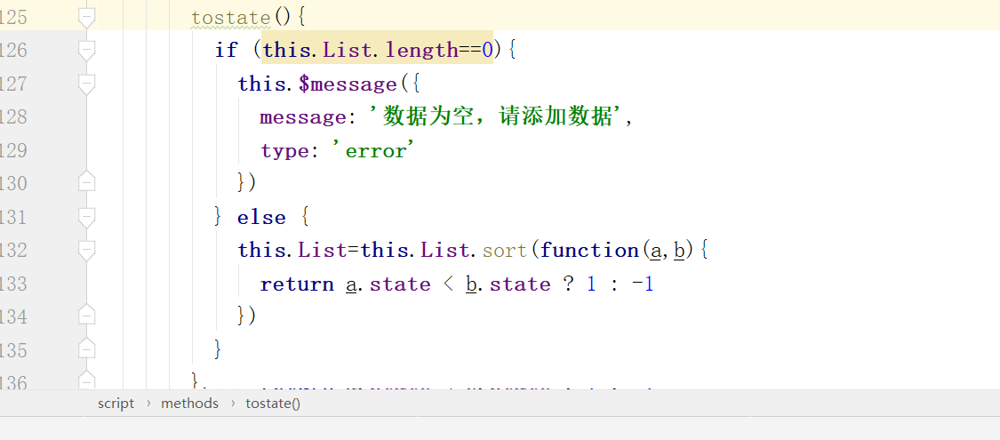 125 tostate(){
126 if (this.List.length==0){
127 this.$message({
128 message: '数据为空，请添加数据',
129 type: 'error'
130 })
131 } else {
132 this.List=this.List.sort(function(a,b){
133 return a.state < b.state ? 1 : -1
134 })
135 }
136 },
script › methods › tostate()